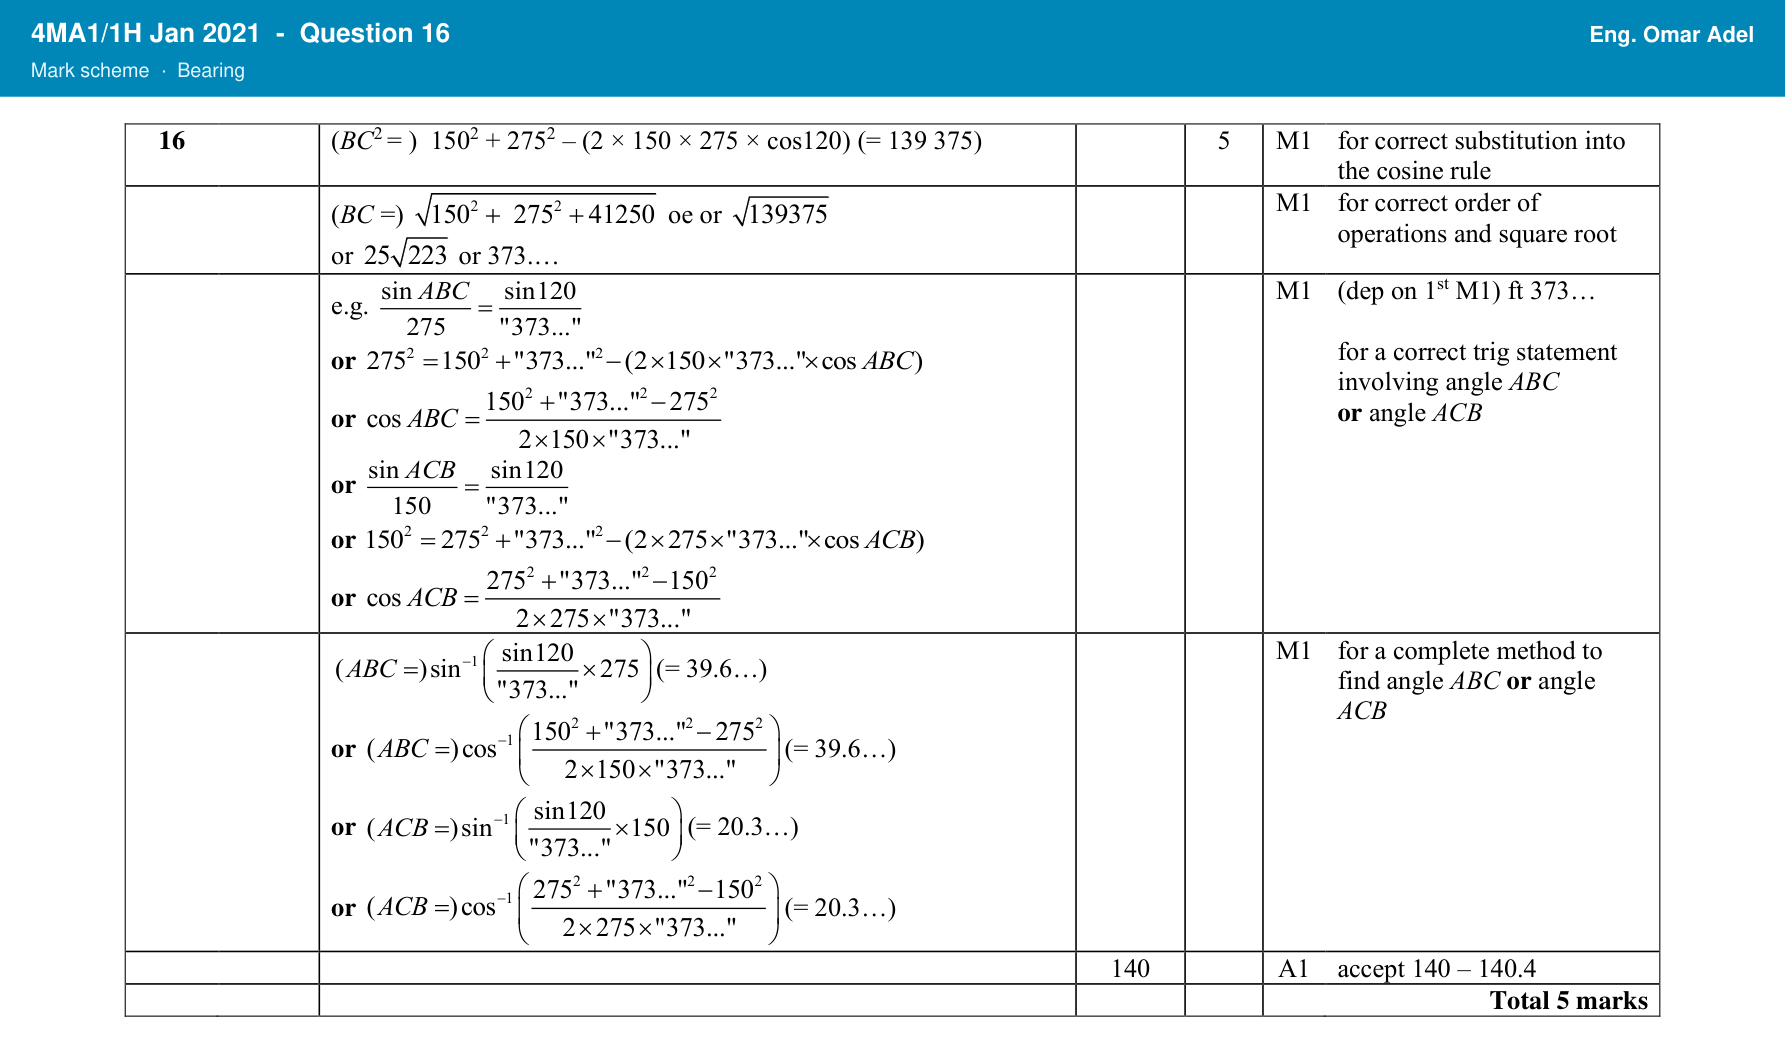 4MA1/1H Jan 2021 - Question 16
Eng. Omar Adel
Mark scheme · Bearing
16
(BC² = ) 150² + 275² – (2 × 150 × 275 × cos120) (= 139 375)
5
M1 for correct substitution into
the cosine rule
(BC =) √(150² + 275² + 41250) oe or √139375
or 25√223 or 373.…
M1 for correct order of
operations and square root
e.g. sin ABC / 275 = sin120 / "373..."
or 275² = 150² + "373..."² – (2×150×"373..."×cos ABC)
or cos ABC = (150² + "373..."² – 275²) / (2×150×"373...")
or sin ACB / 150 = sin120 / "373..."
or 150² = 275² + "373..."² – (2×275×"373..."×cos ACB)
or cos ACB = (275² + "373..."² – 150²) / (2×275×"373...")
M1 (dep on 1st M1) ft 373…
for a correct trig statement
involving angle ABC
or angle ACB
(ABC =) sin⁻¹ (sin120 / "373..." × 275) (= 39.6…)
or (ABC =) cos⁻¹ ((150² + "373..."² – 275²) / (2×150×"373...")) (= 39.6…)
or (ACB =) sin⁻¹ (sin120 / "373..." × 150) (= 20.3…)
or (ACB =) cos⁻¹ ((275² + "373..."² – 150²) / (2×275×"373...")) (= 20.3…)
M1 for a complete method to
find angle ABC or angle
ACB
140
A1 accept 140 – 140.4
Total 5 marks